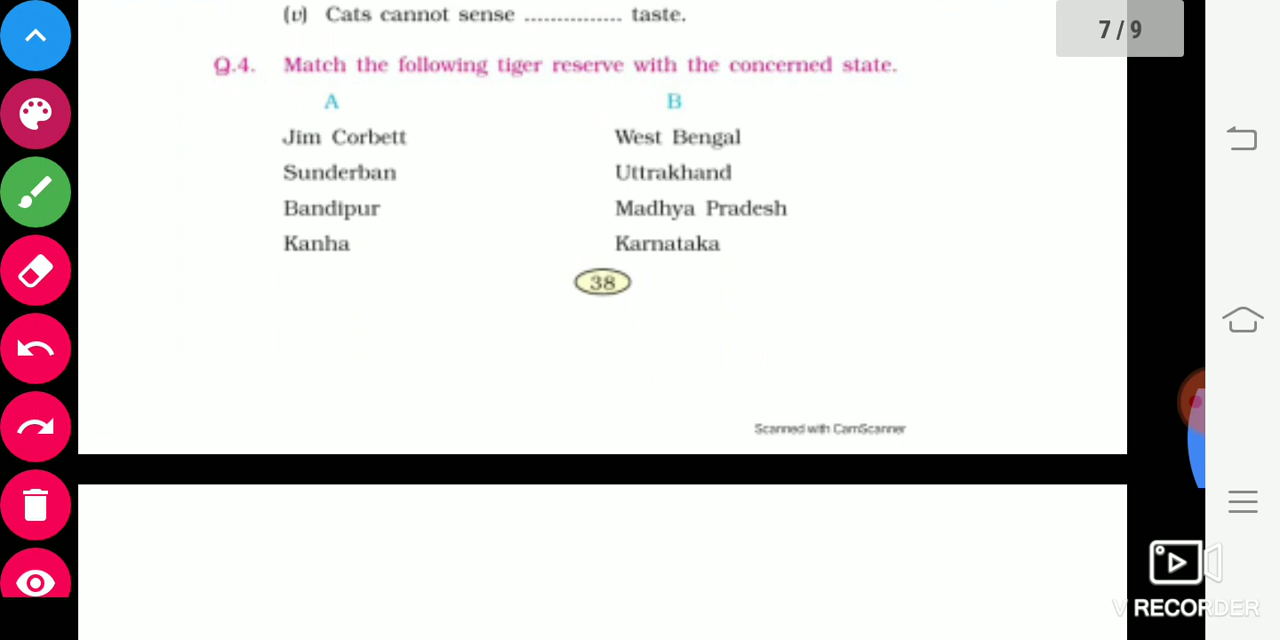 (v) Cats cannot sense ............... taste.
7 / 9
Q.4. Match the following tiger reserve with the concerned state.
A B
Jim Corbett West Bengal
Sunderban Uttrakhand
Bandipur Madhya Pradesh
Kanha Karnataka
38
Scanned with CamScanner
V RECORDER